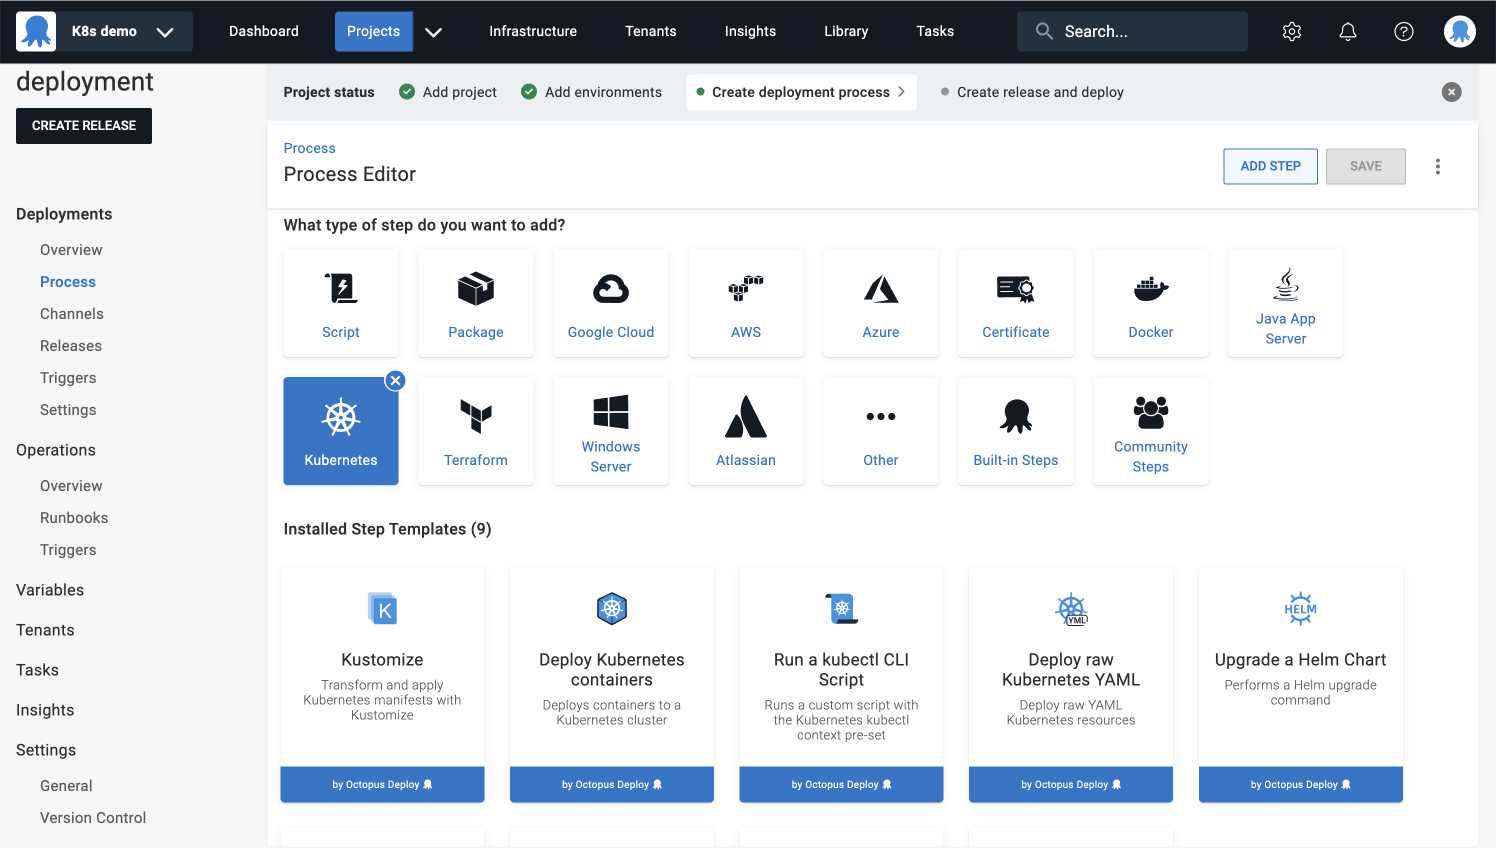 K8s demo
Dashboard
Projects
Infrastructure
Tenants
Insights
Library
Tasks
Search...
deployment
CREATE RELEASE
Deployments
Overview
Process
Channels
Releases
Triggers
Settings
Operations
Overview
Runbooks
Triggers
Variables
Tenants
Tasks
Insights
Settings
General
Version Control
Project status
Add project
Add environments
Create deployment process
Create release and deploy
Process
Process Editor
ADD STEP
SAVE
What type of step do you want to add?
Script
Package
Google Cloud
AWS
Azure
Certificate
Docker
Java App
Server
Kubernetes
Terraform
Windows
Server
Atlassian
Other
Built-in Steps
Community
Steps
Installed Step Templates (9)
K
Kustomize
Transform and apply
Kubernetes manifests with
Kustomize
by Octopus Deploy
Deploy Kubernetes
containers
Deploys containers to a
Kubernetes cluster
by Octopus Deploy
Run a kubectl CLI
Script
Runs a custom script with
the Kubernetes kubectl
context pre-set
by Octopus Deploy
YML
Deploy raw
Kubernetes YAML
Deploy raw YAML
Kubernetes resources
by Octopus Deploy
HELM
Upgrade a Helm Chart
Performs a Helm upgrade
command
by Octopus Deploy